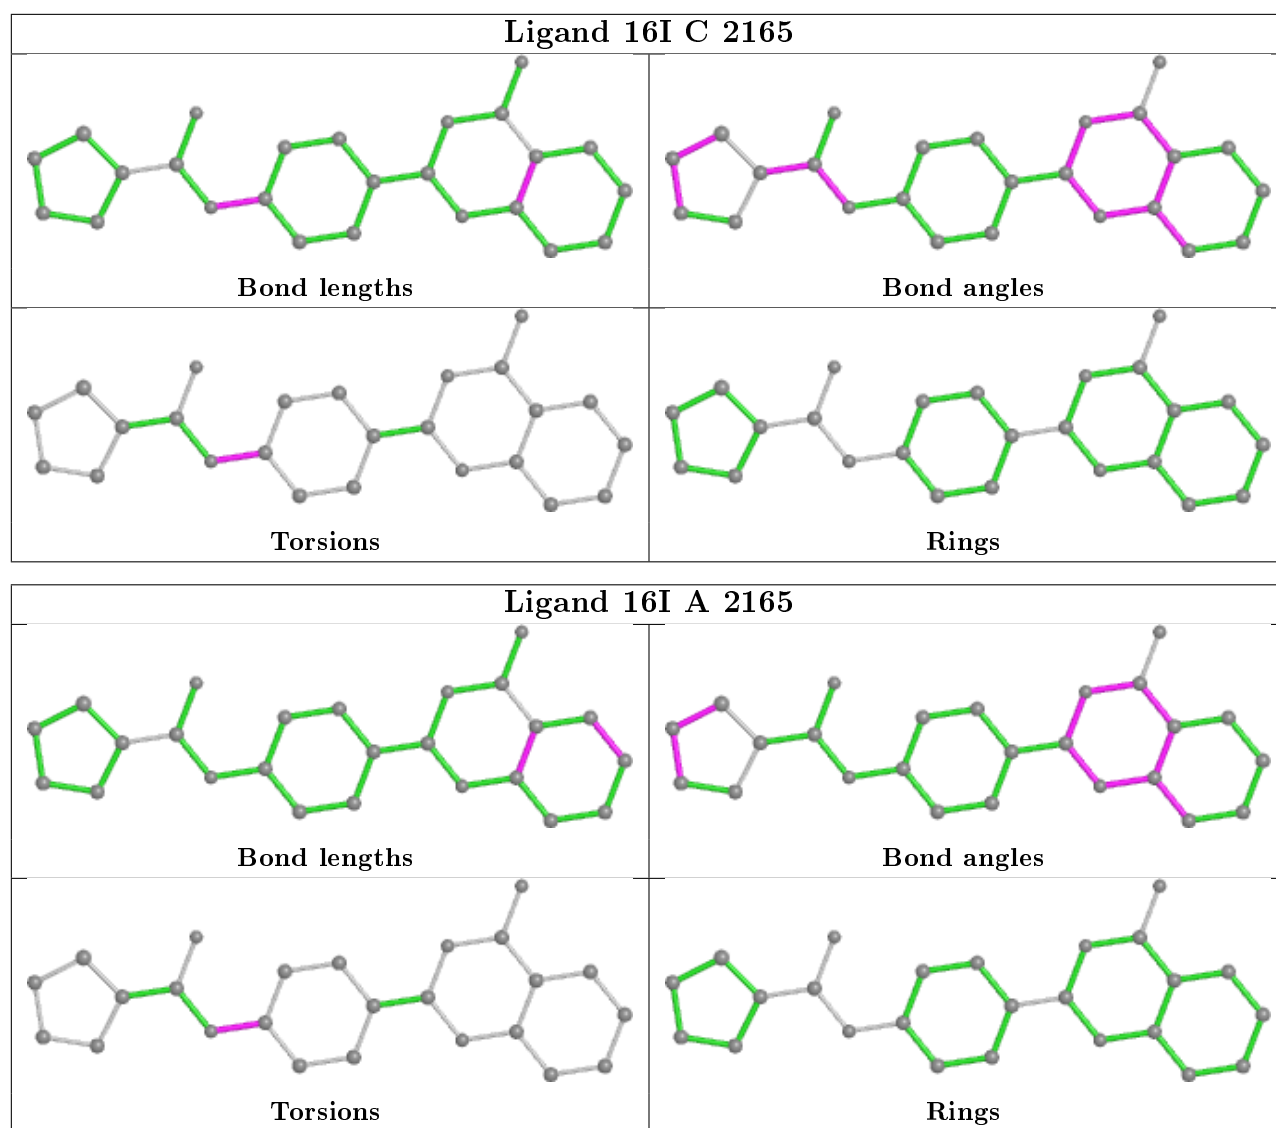 Ligand 16I C 2165
Bond lengths
Bond angles
Torsions
Rings
Ligand 16I A 2165
Bond lengths
Bond angles
Torsions
Rings